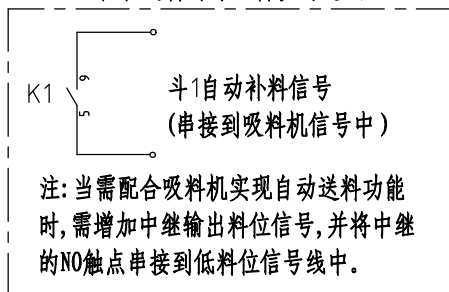 K1
9
5
斗1自动补料信号
(串接到吸料机信号中)
注:当需配合吸料机实现自动送料功能
时,需增加中继输出料位信号,并将中继
的NO触点串接到低料位信号线中。